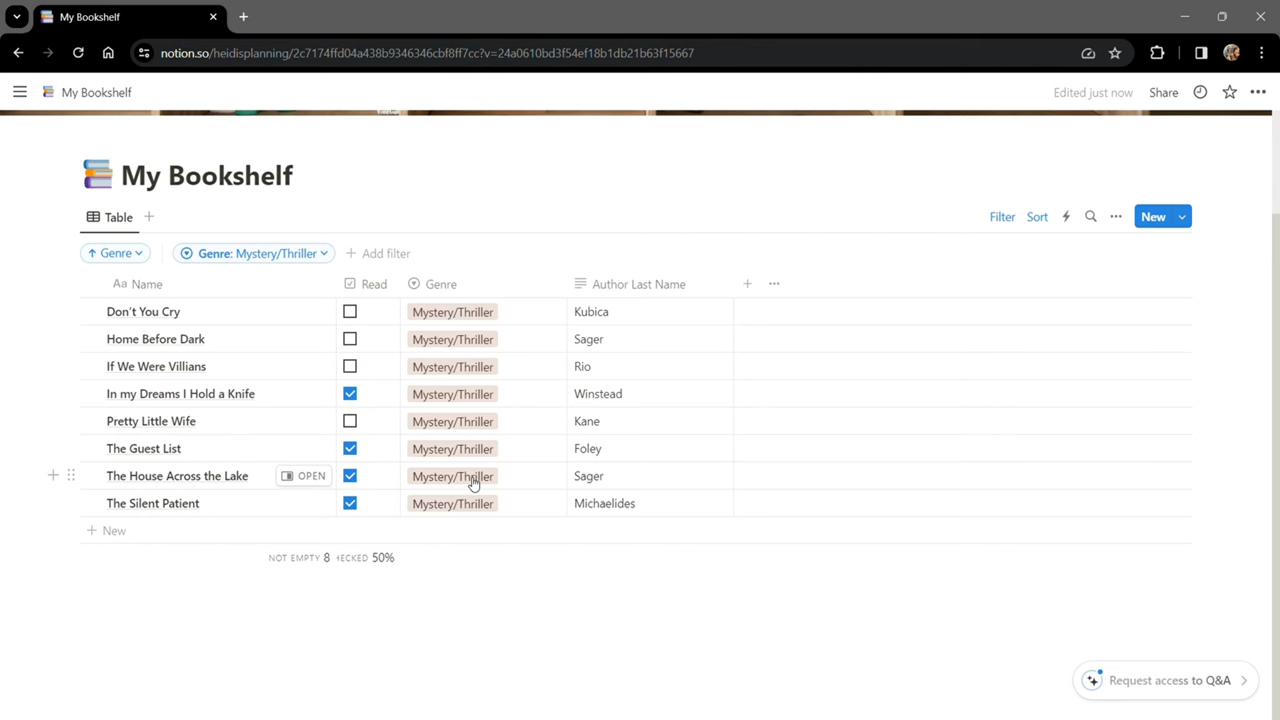 My Bookshelf
notion.so/heidisplanning/2c7174ffd04a438b9346346cbf8ff7cc?v=24a0610bd3f54ef18b1db21b63f15667
My Bookshelf
Edited just now Share
My Bookshelf
Table
Filter Sort New
Genre Genre: Mystery/Thriller Add filter
Aa Name Read Genre Author Last Name
Don't You Cry Mystery/Thriller Kubica
Home Before Dark Mystery/Thriller Sager
If We Were Villians Mystery/Thriller Rio
In my Dreams I Hold a Knife Mystery/Thriller Winstead
Pretty Little Wife Mystery/Thriller Kane
The Guest List Mystery/Thriller Foley
The House Across the Lake OPEN Mystery/Thriller Sager
The Silent Patient Mystery/Thriller Michaelides
New
NOT EMPTY 8 HECKED 50%
Request access to Q&A